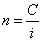 n = C/i